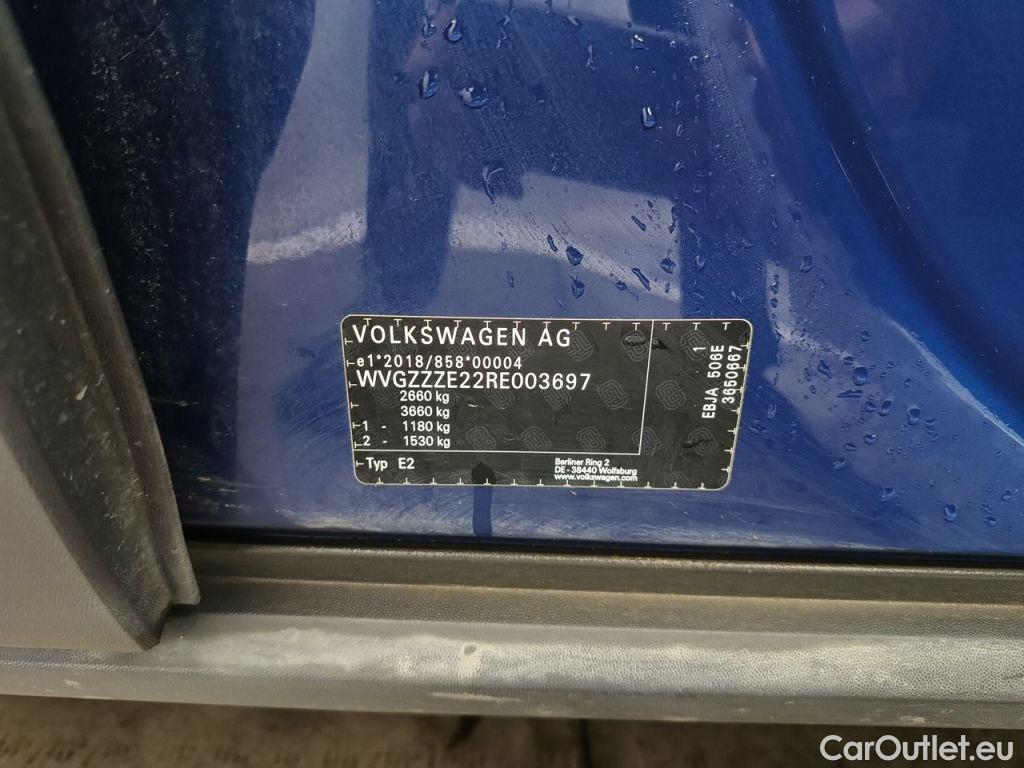 VOLKSWAGEN AG
e1*2018/858*00004
WVGZZZE22RE003697
2660 kg
3660 kg
1 - 1180 kg
2 - 1530 kg
Typ E2
Berliner Ring 2
DE - 38440 Wolfsburg
www.volkswagen.com
01
EBJA 506E 1
3650667
CarOutlet.eu